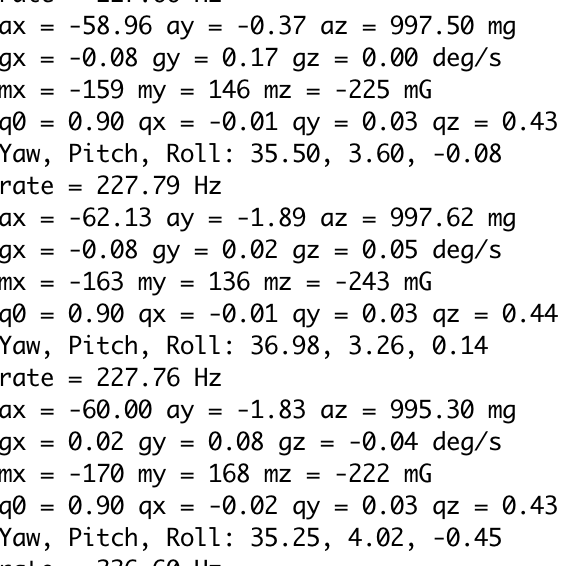 ax = -58.96 ay = -0.37 az = 997.50 mg
gx = -0.08 gy = 0.17 gz = 0.00 deg/s
mx = -159 my = 146 mz = -225 mG
q0 = 0.90 qx = -0.01 qy = 0.03 qz = 0.43
Yaw, Pitch, Roll: 35.50, 3.60, -0.08
rate = 227.79 Hz
ax = -62.13 ay = -1.89 az = 997.62 mg
gx = -0.08 gy = 0.02 gz = 0.05 deg/s
mx = -163 my = 136 mz = -243 mG
q0 = 0.90 qx = -0.01 qy = 0.03 qz = 0.44
Yaw, Pitch, Roll: 36.98, 3.26, 0.14
rate = 227.76 Hz
ax = -60.00 ay = -1.83 az = 995.30 mg
gx = 0.02 gy = 0.08 gz = -0.04 deg/s
mx = -170 my = 168 mz = -222 mG
q0 = 0.90 qx = -0.02 qy = 0.03 qz = 0.43
Yaw, Pitch, Roll: 35.25, 4.02, -0.45